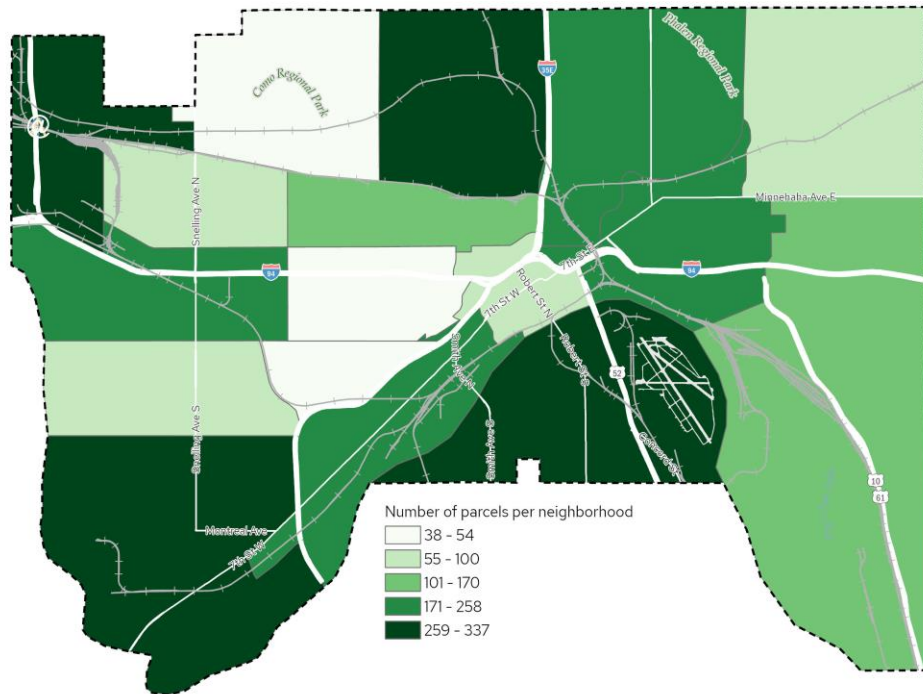 Como Regional Park
Phalen Regional Park
35E
Snelling Ave N
Minnehaha Ave E
94
7th St E
94
7th St W
Robert St N
Smith Ave N
Robert St S
52
Snelling Ave S
Smith Ave S
Concord St
10
61
Montreal Ave
7th St W
Number of parcels per neighborhood
38 - 54
55 - 100
101 - 170
171 - 258
259 - 337